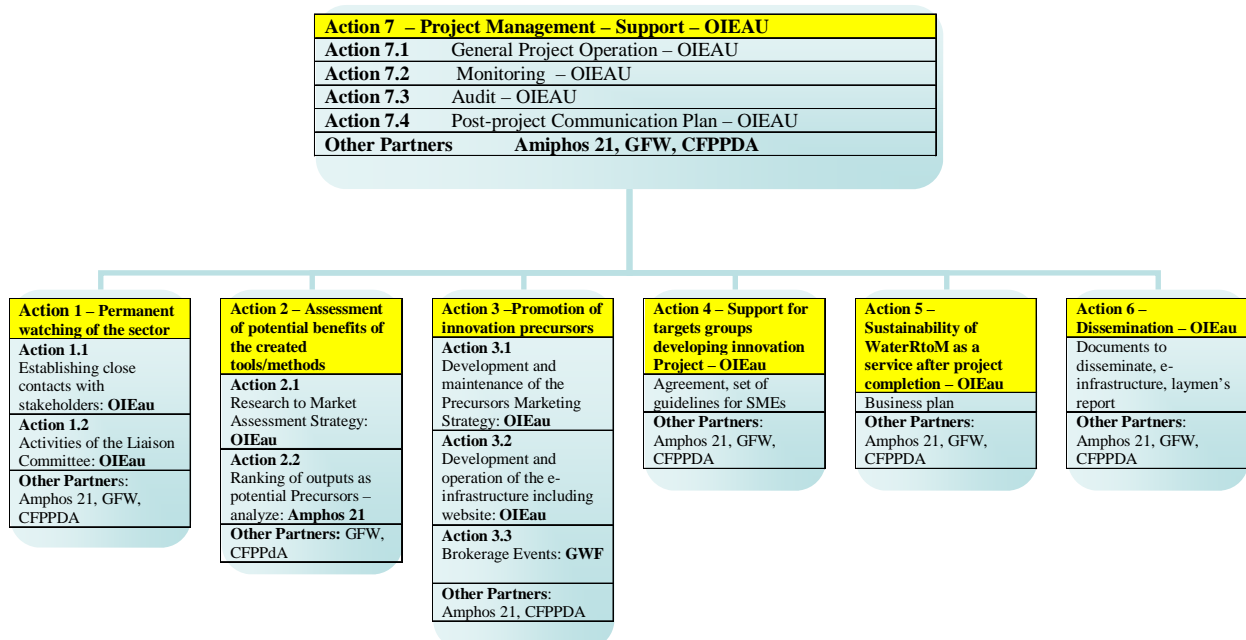 Action 7 – Project Management – Support – OIEAU
Action 7.1 General Project Operation – OIEAU
Action 7.2 Monitoring – OIEAU
Action 7.3 Audit – OIEAU
Action 7.4 Post-project Communication Plan – OIEAU
Other Partners Amiphos 21, GFW, CFPPDA
Action 1 – Permanent
watching of the sector
Action 1.1
Establishing close
contacts with
stakeholders: OIEau
Action 1.2
Activities of the Liaison
Committee: OIEau
Other Partners:
Amphos 21, GFW,
CFPPDA
Action 2 – Assessment
of potential benefits of
the created
tools/methods
Action 2.1
Research to Market
Assessment Strategy:
OIEau
Action 2.2
Ranking of outputs as
potential Precursors –
analyze: Amphos 21
Other Partners: GFW,
CFPPdA
Action 3 –Promotion of
innovation precursors
Action 3.1
Development and
maintenance of the
Precursors Marketing
Strategy: OIEau
Action 3.2
Development and
operation of the e-
infrastructure including
website: OIEau
Action 3.3
Brokerage Events: GWF
Other Partners:
Amphos 21, CFPPDA
Action 4 – Support for
targets groups
developing innovation
Project – OIEau
Agreement, set of
guidelines for SMEs
Other Partners:
Amphos 21, GFW,
CFPPDA
Action 5 –
Sustainability of
WaterRtoM as a
service after project
completion – OIEau
Business plan
Other Partners:
Amphos 21, GFW,
CFPPDA
Action 6 –
Dissemination – OIEau
Documents to
disseminate, e-
infrastructure, laymen's
report
Other Partners:
Amphos 21, GFW,
CFPPDA